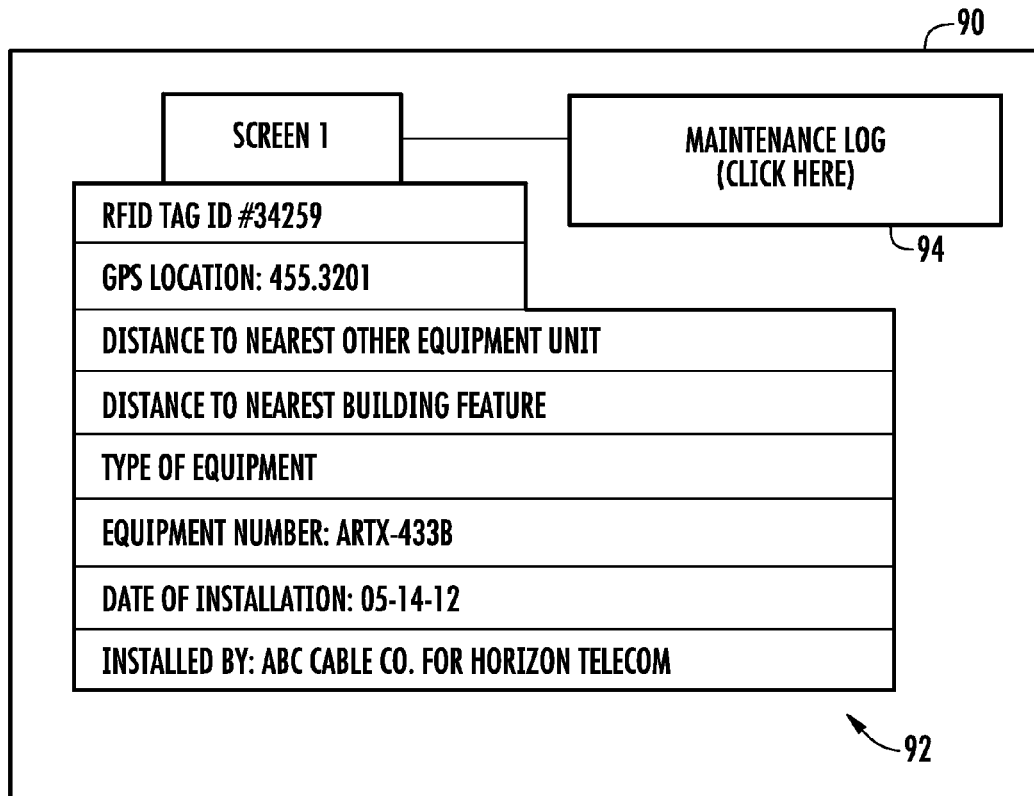 90
SCREEN 1
MAINTENANCE LOG
(CLICK HERE)
94
RFID TAG ID #34259
GPS LOCATION: 455.3201
DISTANCE TO NEAREST OTHER EQUIPMENT UNIT
DISTANCE TO NEAREST BUILDING FEATURE
TYPE OF EQUIPMENT
EQUIPMENT NUMBER: ARTX-433B
DATE OF INSTALLATION: 05-14-12
INSTALLED BY: ABC CABLE CO. FOR HORIZON TELECOM
92